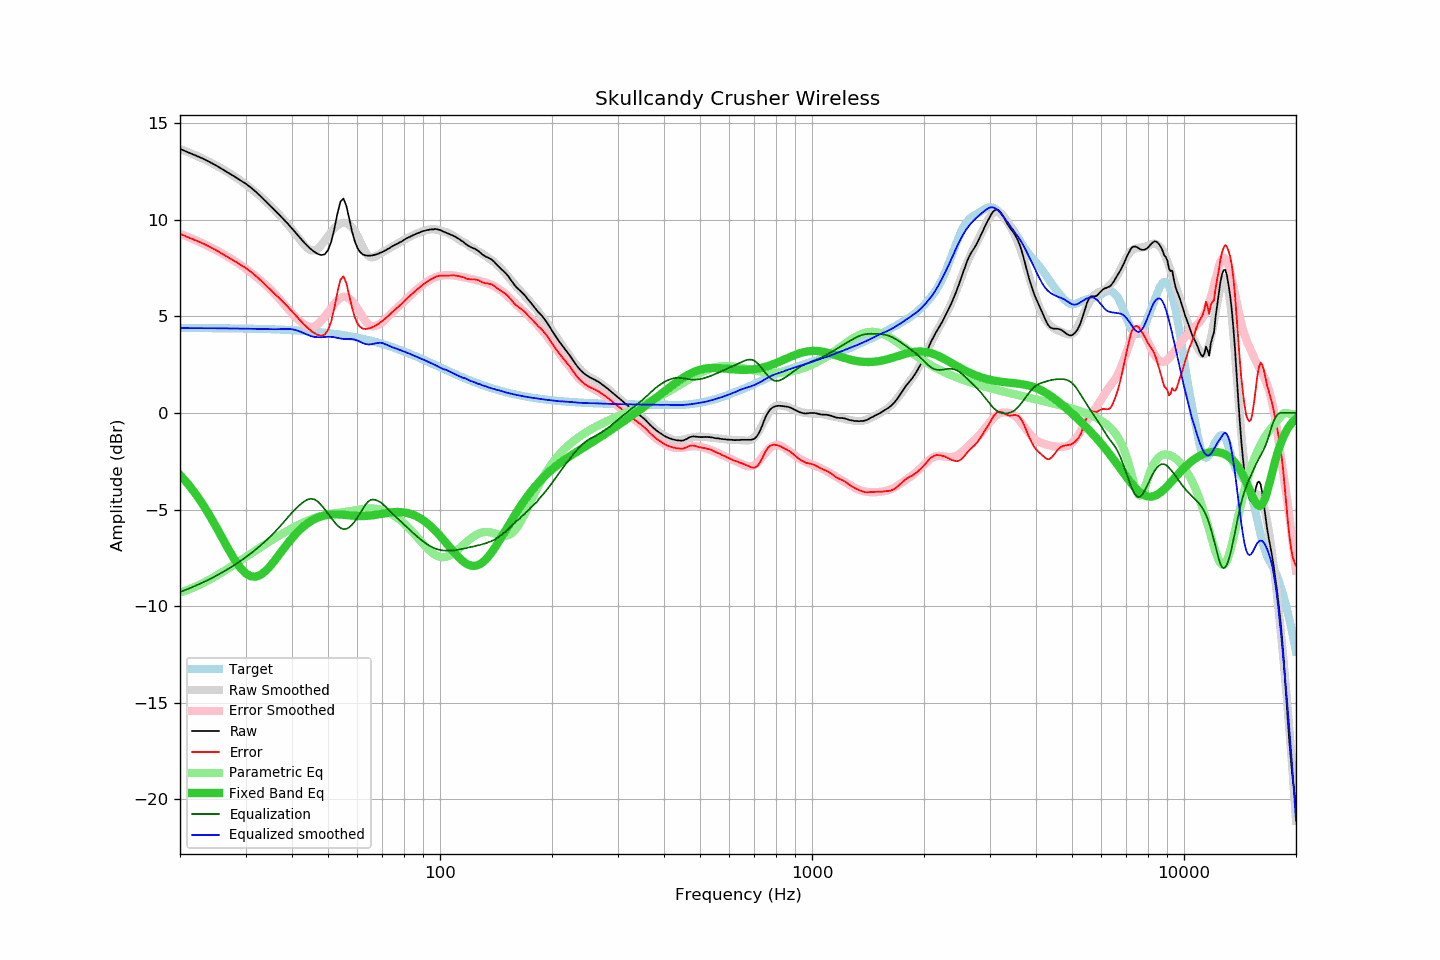 Skullcandy Crusher Wireless
15
10
5
0
−5
−10
−15
−20
Amplitude (dBr)
Target
Raw Smoothed
Error Smoothed
Raw
Error
Parametric Eq
Fixed Band Eq
Equalization
Equalized smoothed
100
1000
10000
Frequency (Hz)